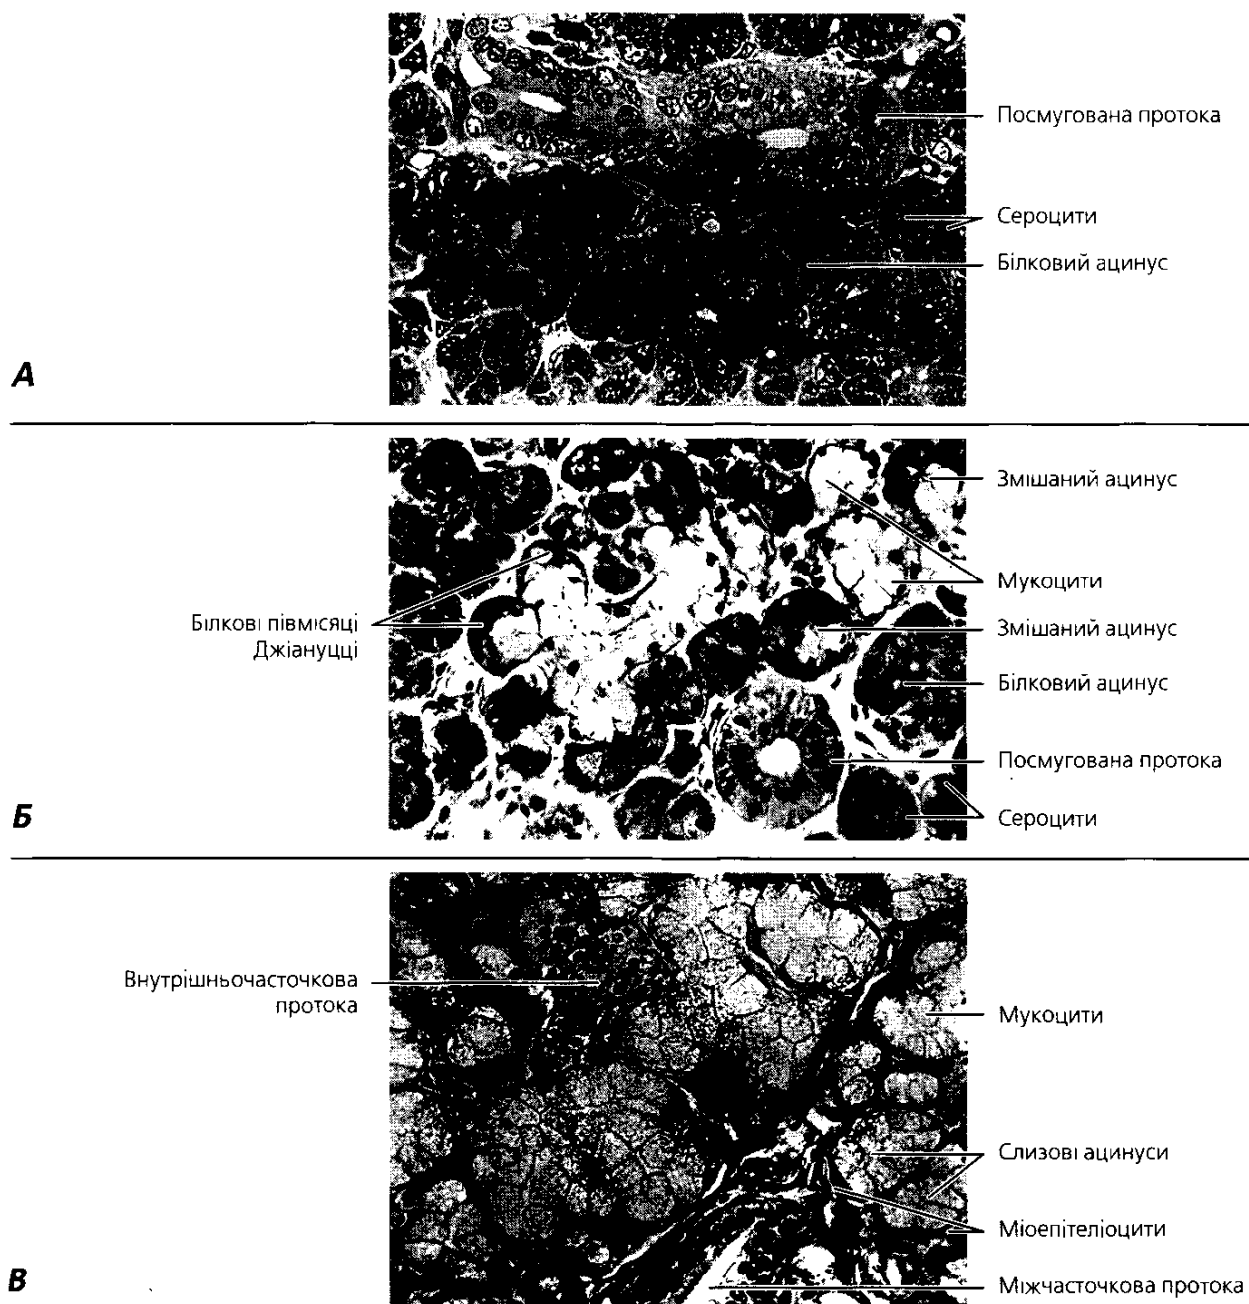 Посмугована протока
Сероцити
Білковий ацинус
А
Змішаний ацинус
Мукоцити
Білкові півмісяці
Джіануцці
Змішаний ацинус
Білковий ацинус
Посмугована протока
Сероцити
Б
Внутрішньочасточкова
протока
Мукоцити
Слизові ацинуси
Міоепітеліоцити
Міжчасточкова протока
В